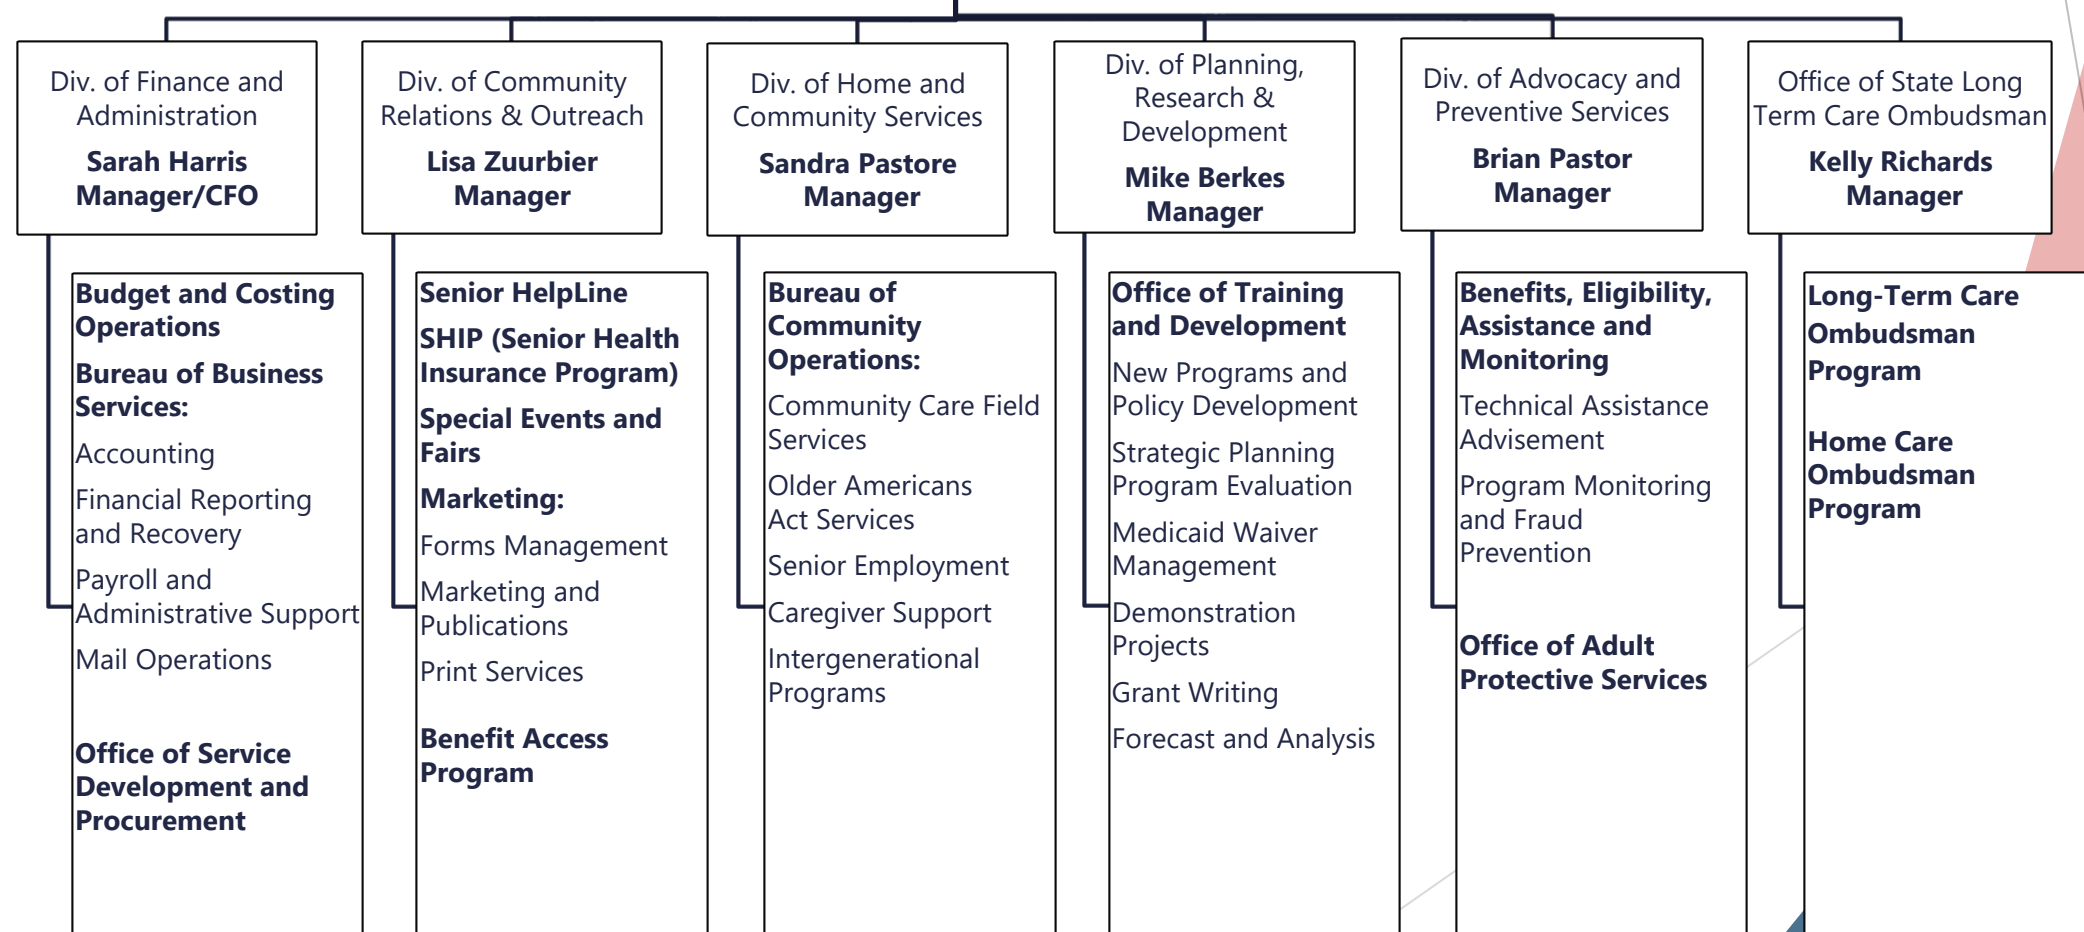 Div. of Finance and
Administration
Sarah Harris
Manager/CFO
Budget and Costing
Operations
Bureau of Business
Services:
Accounting
Financial Reporting
and Recovery
Payroll and
Administrative Support
Mail Operations
Office of Service
Development and
Procurement
Div. of Community
Relations & Outreach
Lisa Zuurbier
Manager
Senior HelpLine
SHIP (Senior Health
Insurance Program)
Special Events and
Fairs
Marketing:
Forms Management
Marketing and
Publications
Print Services
Benefit Access
Program
Div. of Home and
Community Services
Sandra Pastore
Manager
Bureau of
Community
Operations:
Community Care Field
Services
Older Americans
Act Services
Senior Employment
Caregiver Support
Intergenerational
Programs
Div. of Planning,
Research &
Development
Mike Berkes
Manager
Office of Training
and Development
New Programs and
Policy Development
Strategic Planning
Program Evaluation
Medicaid Waiver
Management
Demonstration
Projects
Grant Writing
Forecast and Analysis
Div. of Advocacy and
Preventive Services
Brian Pastor
Manager
Benefits, Eligibility,
Assistance and
Monitoring
Technical Assistance
Advisement
Program Monitoring
and Fraud
Prevention
Office of Adult
Protective Services
Office of State Long
Term Care Ombudsman
Kelly Richards
Manager
Long-Term Care
Ombudsman
Program
Home Care
Ombudsman
Program